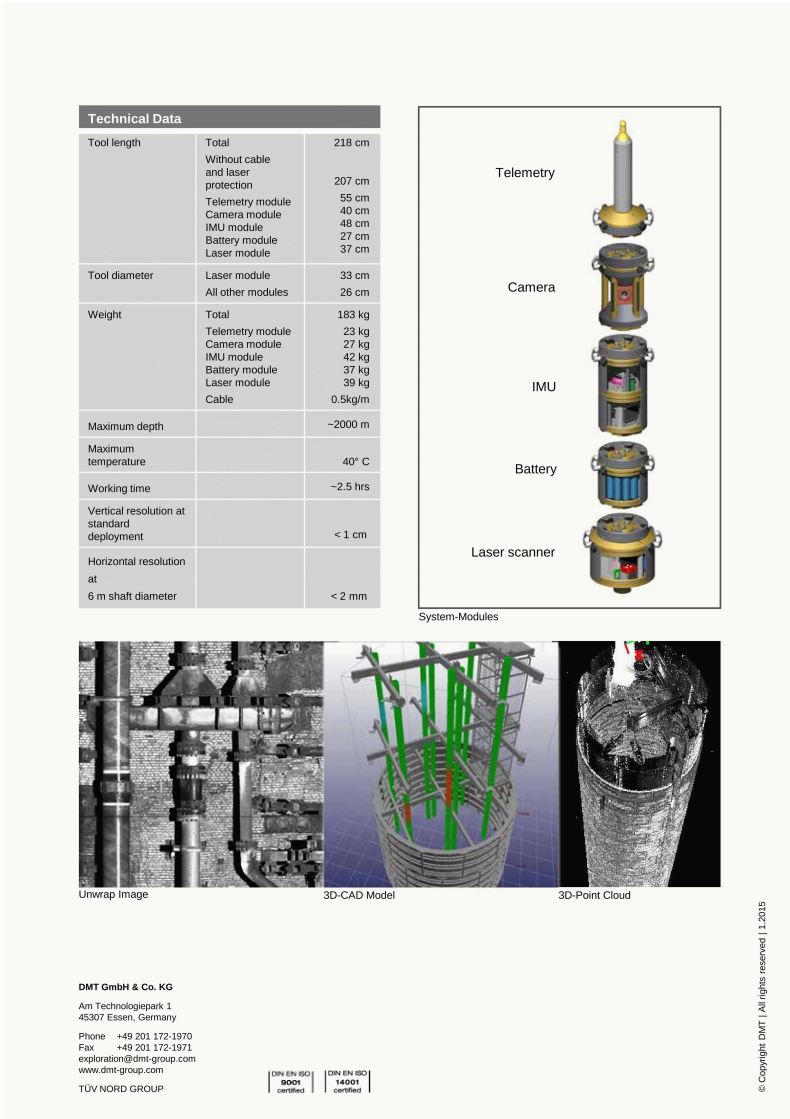 Technical Data
Tool length Total 218 cm
Without cable
and laser
protection 207 cm
Telemetry module 55 cm
Camera module 40 cm
IMU module 48 cm
Battery module 27 cm
Laser module 37 cm
Tool diameter Laser module 33 cm
All other modules 26 cm
Weight Total 183 kg
Telemetry module 23 kg
Camera module 27 kg
IMU module 42 kg
Battery module 37 kg
Laser module 39 kg
Cable 0.5kg/m
Maximum depth ~2000 m
Maximum
temperature 40° C
Working time ~2.5 hrs
Vertical resolution at
standard
deployment < 1 cm
Horizontal resolution
at
6 m shaft diameter < 2 mm
Telemetry
Camera
IMU
Battery
Laser scanner
System-Modules
Unwrap Image
3D-CAD Model
3D-Point Cloud
DMT GmbH & Co. KG
Am Technologiepark 1
45307 Essen, Germany
Phone +49 201 172-1970
Fax +49 201 172-1971
exploration@dmt-group.com
www.dmt-group.com
TÜV NORD GROUP
DIN EN ISO
9001
certified
DIN EN ISO
14001
certified
© Copyright DMT | All rights reserved | 1.2015